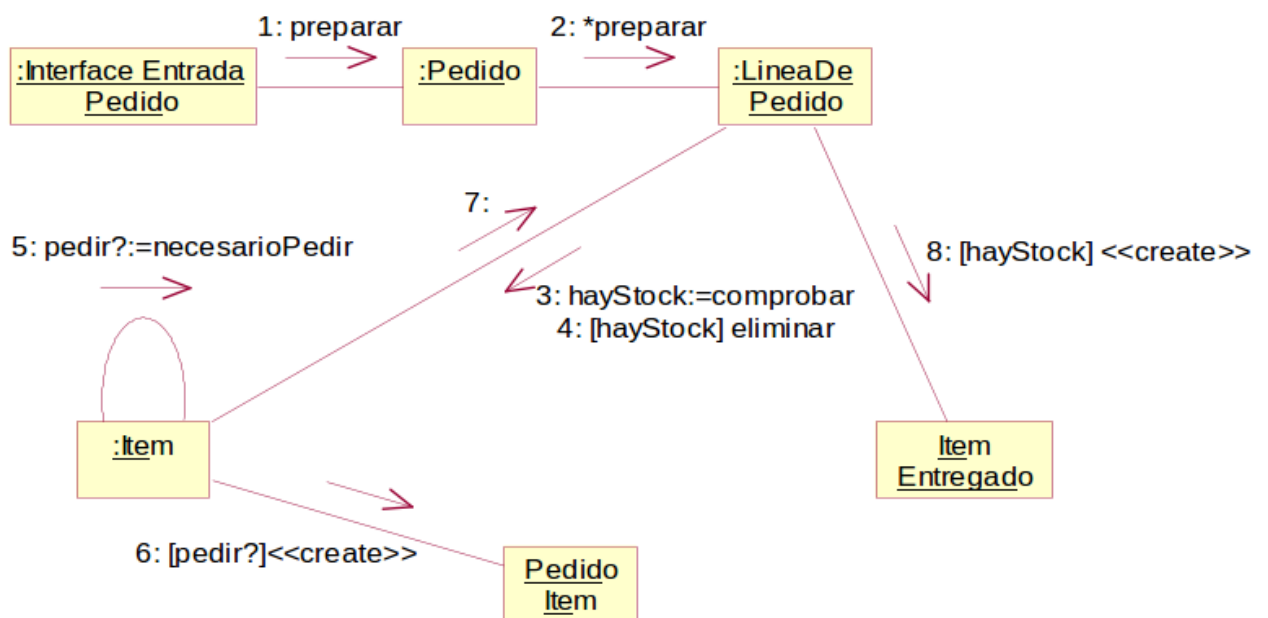 1: preparar
2: *preparar
:Interface Entrada
Pedido
:Pedido
:LineaDe
Pedido
7:
5: pedir?:=necesarioPedir
8: [hayStock] <<create>>
3: hayStock:=comprobar
4: [hayStock] eliminar
:Item
Item
Entregado
6: [pedir?]<<create>>
Pedido
Item